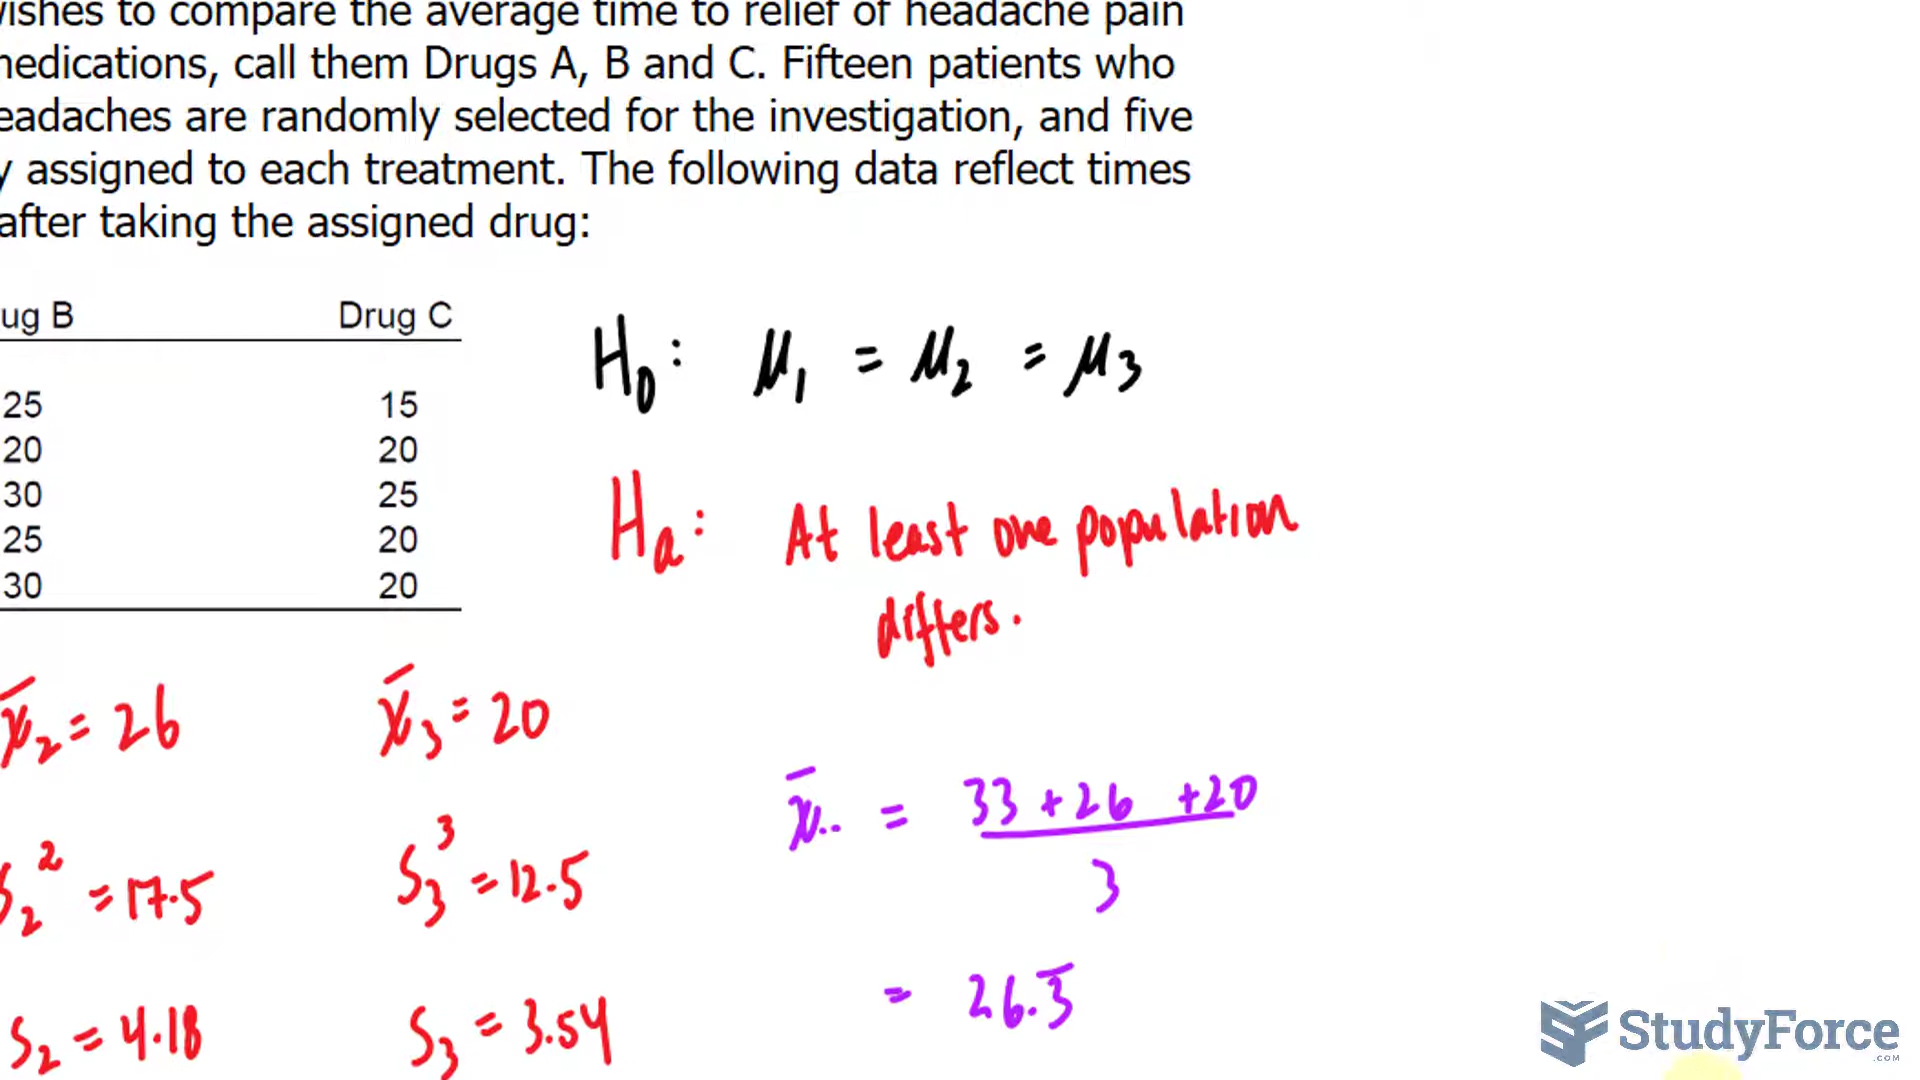 wishes to compare the average time to relief of headache pain
medications, call them Drugs A, B and C. Fifteen patients who
eadaches are randomly selected for the investigation, and five
y assigned to each treatment. The following data reflect times
after taking the assigned drug:
ug B Drug C
25 15
20 20
30 25
25 20
30 20
H₀: μ₁ = μ₂ = μ₃
Hₐ: At least one population
differs.
x̄₂ = 26 x̄₃ = 20
S₂² = 17.5 S₃³ = 12.5
S₂ = 4.18 S₃ = 3.54
x̄.. = 33 + 26 + 20
3
= 26.3̅
StudyForce
.COM